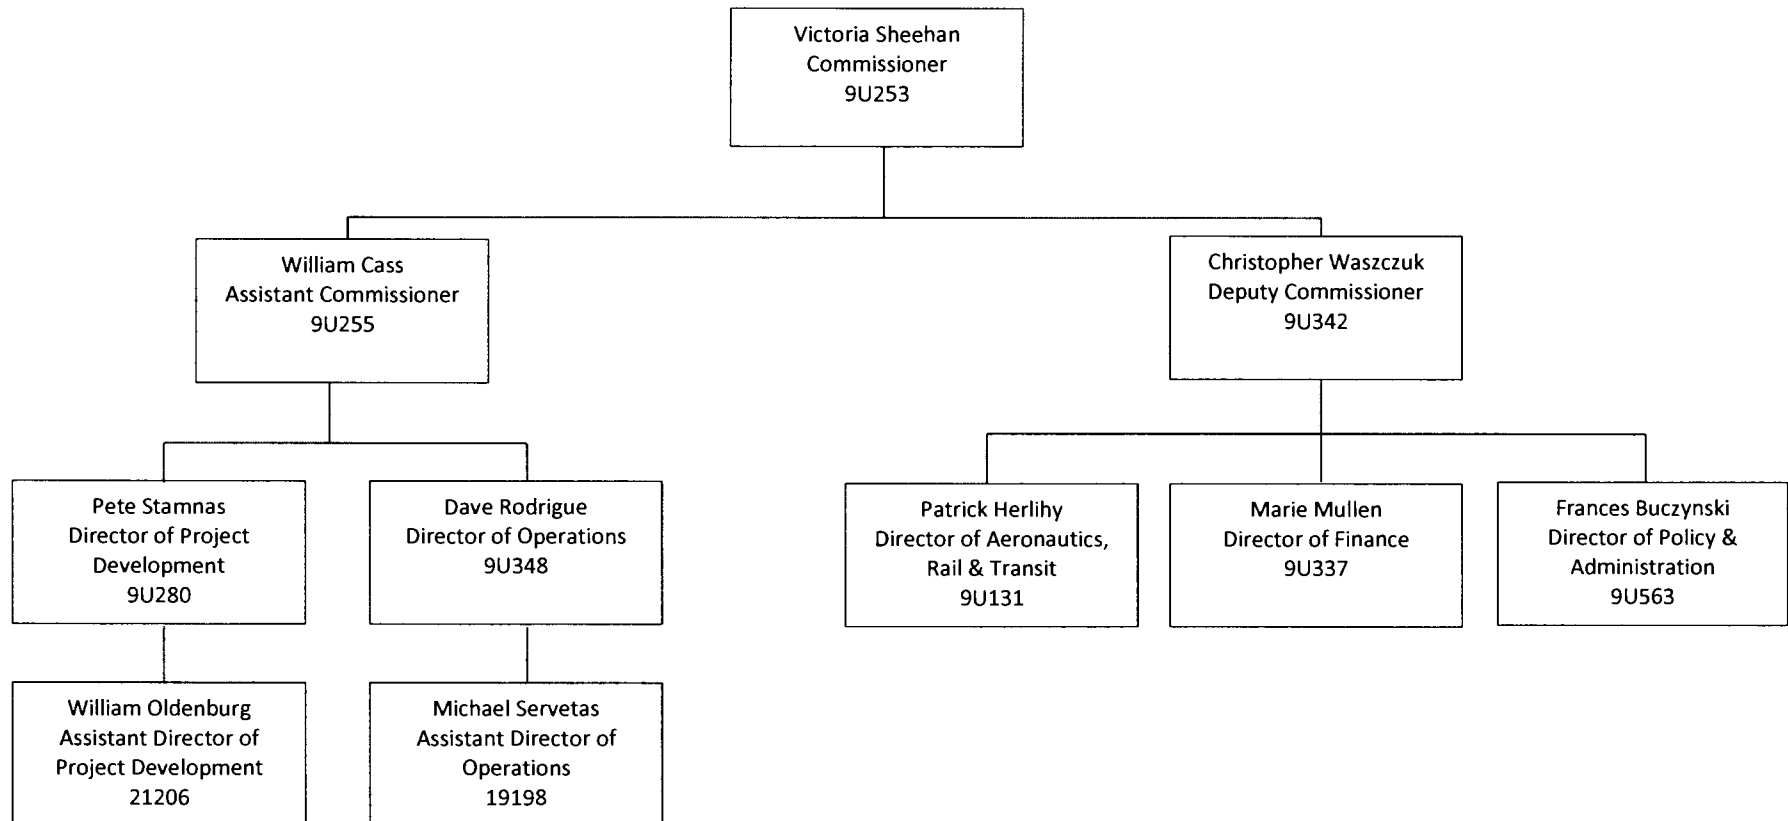 Victoria Sheehan
Commissioner
9U253
William Cass
Assistant Commissioner
9U255
Christopher Waszczuk
Deputy Commissioner
9U342
Pete Stamnas
Director of Project
Development
9U280
Dave Rodrigue
Director of Operations
9U348
Patrick Herlihy
Director of Aeronautics,
Rail & Transit
9U131
Marie Mullen
Director of Finance
9U337
Frances Buczynski
Director of Policy &
Administration
9U563
William Oldenburg
Assistant Director of
Project Development
21206
Michael Servetas
Assistant Director of
Operations
19198